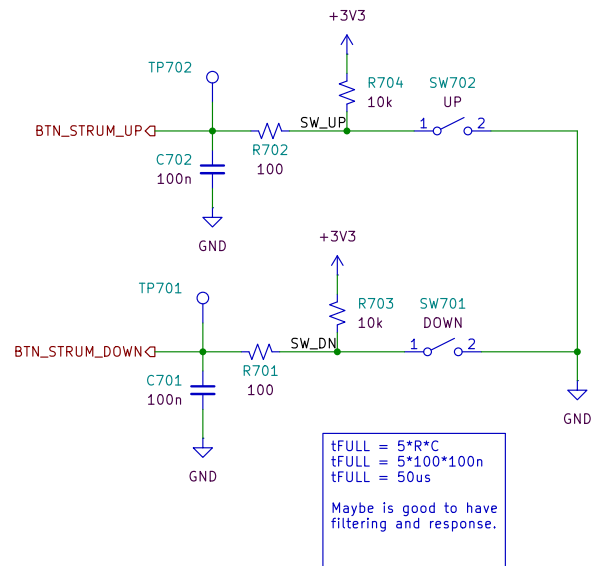 +3V3
TP702
R704
10k
SW702
UP
BTN_STRUM_UP
SW_UP
1
2
C702
100n
R702
100
GND
+3V3
TP701
R703
10k
SW701
DOWN
BTN_STRUM_DOWN
SW_DN
1
2
C701
100n
R701
100
GND
GND
tFULL = 5*R*C
tFULL = 5*100*100n
tFULL = 50us
Maybe is good to have
filtering and response.